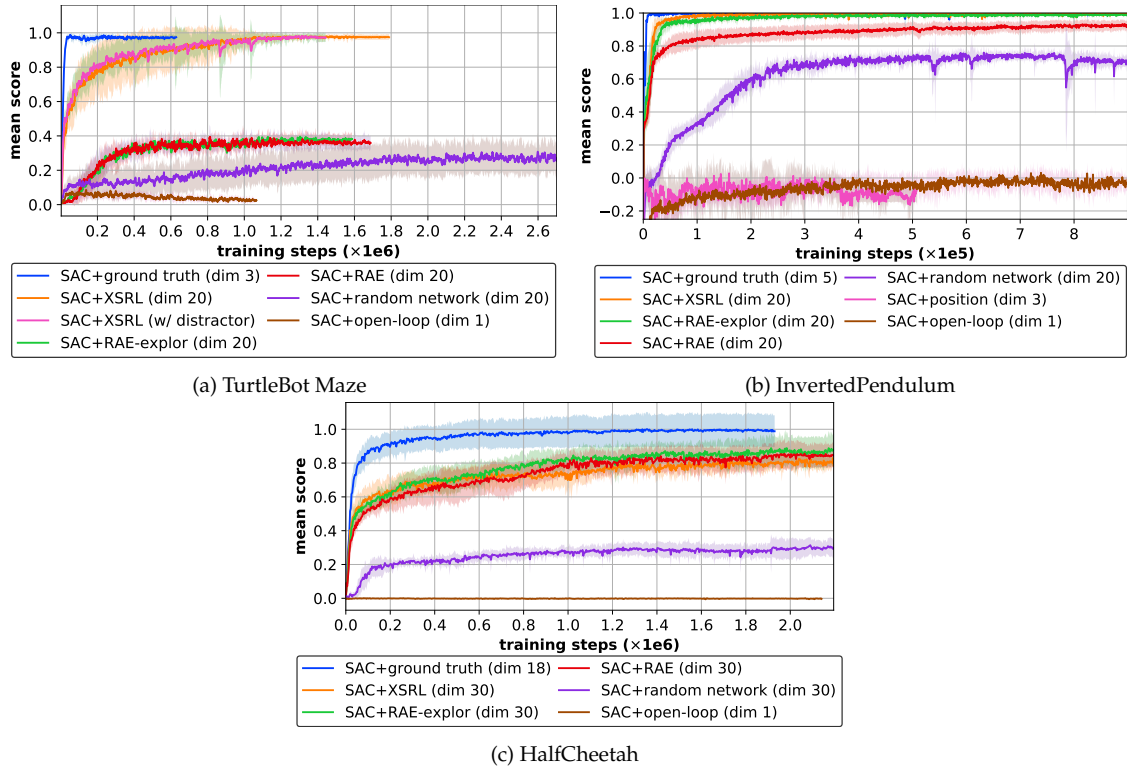 mean score
1.0
0.8
0.6
0.4
0.2
0.0
0.2 0.4 0.6 0.8 1.0 1.2 1.4 1.6 1.8 2.0 2.2 2.4 2.6
training steps (×1e6)
SAC+ground truth (dim 3)
SAC+XSRL (dim 20)
SAC+XSRL (w/ distractor)
SAC+RAE-explor (dim 20)
SAC+RAE (dim 20)
SAC+random network (dim 20)
SAC+open-loop (dim 1)
(a) TurtleBot Maze
mean score
1.0
0.8
0.6
0.4
0.2
0.0
−0.2
0 1 2 3 4 5 6 7 8
training steps (×1e5)
SAC+ground truth (dim 5)
SAC+XSRL (dim 20)
SAC+RAE-explor (dim 20)
SAC+RAE (dim 20)
SAC+random network (dim 20)
SAC+position (dim 3)
SAC+open-loop (dim 1)
(b) InvertedPendulum
mean score
1.0
0.8
0.6
0.4
0.2
0.0
0.0 0.2 0.4 0.6 0.8 1.0 1.2 1.4 1.6 1.8 2.0
training steps (×1e6)
SAC+ground truth (dim 18)
SAC+XSRL (dim 30)
SAC+RAE-explor (dim 30)
SAC+RAE (dim 30)
SAC+random network (dim 30)
SAC+open-loop (dim 1)
(c) HalfCheetah